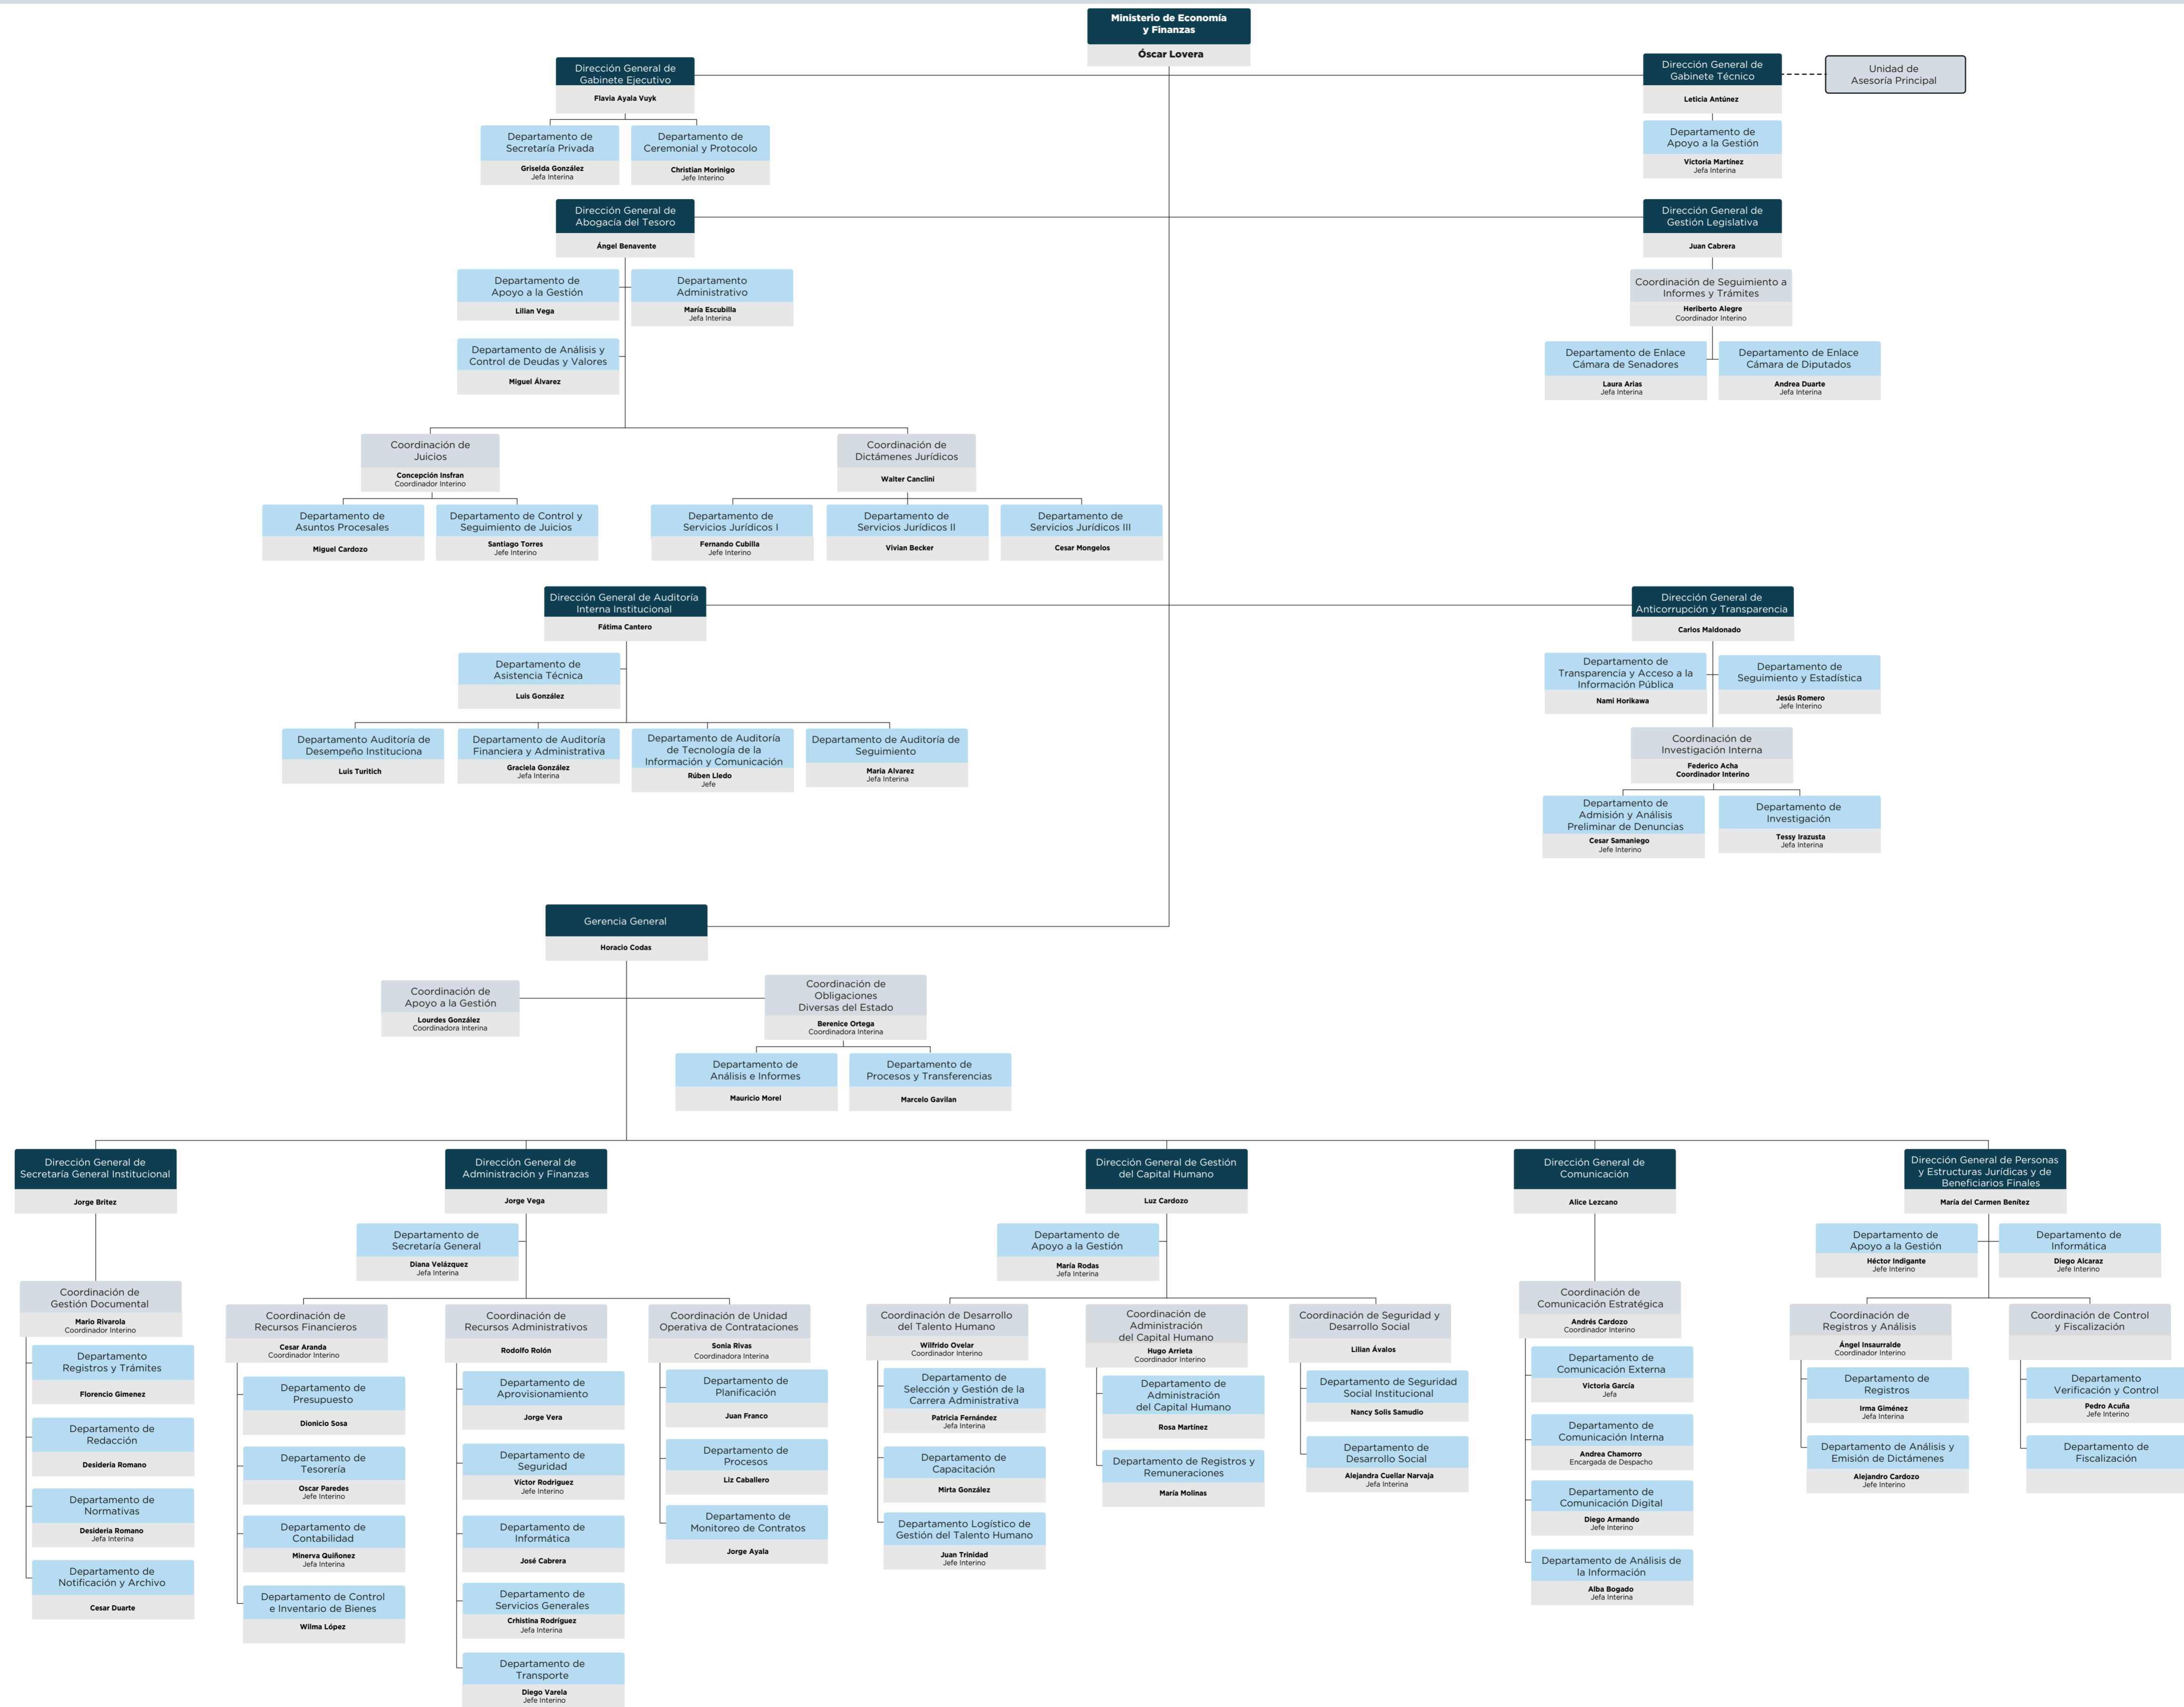 Ministerio de Economía
y Finanzas
Óscar Lovera
Dirección General de
Gabinete Ejecutivo
Flavia Ayala Vuyk
Dirección General de
Gabinete Técnico
Leticia Antúnez
Unidad de
Asesoría Principal
Departamento de
Secretaría Privada
Griselda González
Jefa Interina
Departamento de
Ceremonial y Protocolo
Christian Morinigo
Jefe Interino
Departamento de
Apoyo a la Gestión
Victoria Martínez
Jefa Interina
Dirección General de
Abogacía del Tesoro
Ángel Benavente
Dirección General de
Gestión Legislativa
Juan Cabrera
Departamento de
Apoyo a la Gestión
Lilian Vega
Departamento
Administrativo
María Escubilla
Jefa Interina
Coordinación de Seguimiento a
Informes y Trámites
Heriberto Alegre
Coordinador Interino
Departamento de Análisis y
Control de Deudas y Valores
Miguel Álvarez
Departamento de Enlace
Cámara de Senadores
Laura Arias
Jefa Interina
Departamento de Enlace
Cámara de Diputados
Andrea Duarte
Jefa Interina
Coordinación de
Juicios
Concepción Insfran
Coordinador Interino
Coordinación de
Dictámenes Jurídicos
Walter Canclini
Departamento de
Asuntos Procesales
Miguel Cardozo
Departamento de Control y
Seguimiento de Juicios
Santiago Torres
Jefe Interino
Departamento de
Servicios Jurídicos I
Fernando Cubilla
Jefe Interino
Departamento de
Servicios Jurídicos II
Vivian Becker
Departamento de
Servicios Jurídicos III
Cesar Mongelos
Dirección General de Auditoría
Interna Institucional
Fátima Cantero
Dirección General de
Anticorrupción y Transparencia
Carlos Maldonado
Departamento de
Asistencia Técnica
Luis González
Departamento de
Transparencia y Acceso a la
Información Pública
Nami Horikawa
Departamento de
Seguimiento y Estadística
Jesús Romero
Jefe Interino
Departamento Auditoría de
Desempeño Instituciona
Luis Turitich
Departamento de Auditoría
Financiera y Administrativa
Graciela González
Jefa Interina
Departamento de Auditoría
de Tecnología de la
Información y Comunicación
Rúben Lledo
Jefe
Departamento de Auditoría de
Seguimiento
María Alvarez
Jefa Interina
Coordinación de
Investigación Interna
Federico Acha
Coordinador Interino
Departamento de
Admisión y Análisis
Preliminar de Denuncias
Cesar Samaniego
Jefe Interino
Departamento de
Investigación
Tessy Irazusta
Jefa Interina
Gerencia General
Horacio Codas
Coordinación de
Apoyo a la Gestión
Lourdes González
Coordinadora Interina
Coordinación de
Obligaciones
Diversas del Estado
Berenice Ortega
Coordinadora Interina
Departamento de
Análisis e Informes
Mauricio Morel
Departamento de
Procesos y Transferencias
Marcelo Gavilan
Dirección General de
Secretaría General Institucional
Jorge Britez
Dirección General de
Administración y Finanzas
Jorge Vega
Dirección General de Gestión
del Capital Humano
Luz Cardozo
Dirección General de
Comunicación
Alice Lezcano
Dirección General de Personas
y Estructuras Jurídicas y de
Beneficiarios Finales
María del Carmen Benítez
Departamento de
Secretaría General
Diana Velázquez
Jefa Interina
Departamento de
Apoyo a la Gestión
María Rodas
Jefa Interina
Departamento de
Apoyo a la Gestión
Héctor Indigante
Jefe Interino
Departamento de
Informática
Diego Alcaraz
Jefe Interino
Coordinación de
Gestión Documental
Mario Rivarola
Coordinador Interino
Departamento
Registros y Trámites
Florencio Gimenez
Departamento de
Redacción
Desideria Romano
Departamento de
Normativas
Desideria Romano
Jefa Interina
Departamento de
Notificación y Archivo
Cesar Duarte
Coordinación de
Recursos Financieros
Cesar Aranda
Coordinador Interino
Departamento de
Presupuesto
Dionicio Sosa
Departamento de
Tesorería
Oscar Paredes
Jefe Interino
Departamento de
Contabilidad
Minerva Quiñonez
Jefa Interina
Departamento de Control
e Inventario de Bienes
Wilma López
Coordinación de
Recursos Administrativos
Rodolfo Rolón
Departamento de
Aprovisionamiento
Jorge Vera
Departamento de
Seguridad
Víctor Rodriguez
Jefe Interino
Departamento de
Informática
José Cabrera
Departamento de
Servicios Generales
Crhistina Rodríguez
Jefa Interina
Departamento de
Transporte
Diego Varela
Jefe Interino
Coordinación de Unidad
Operativa de Contrataciones
Sonia Rivas
Coordinadora Interina
Departamento de
Planificación
Juan Franco
Departamento de
Procesos
Liz Caballero
Departamento de
Monitoreo de Contratos
Jorge Ayala
Coordinación de Desarrollo
del Talento Humano
Wilfrido Ovelar
Coordinador Interino
Departamento de
Selección y Gestión de la
Carrera Administrativa
Patricia Fernández
Jefa Interina
Departamento de
Capacitación
Mirta González
Departamento Logístico de
Gestión del Talento Humano
Juan Trinidad
Jefe Interino
Coordinación de
Administración
del Capital Humano
Hugo Arrieta
Coordinador Interino
Departamento de
Administración
del Capital Humano
Rosa Martínez
Departamento de Registros y
Remuneraciones
María Molinas
Coordinación de Seguridad y
Desarrollo Social
Lilian Ávalos
Departamento de Seguridad
Social Institucional
Nancy Solis Samudio
Departamento de
Desarrollo Social
Alejandra Cuellar Narvaja
Jefa Interina
Coordinación de
Comunicación Estratégica
Andrés Cardozo
Coordinador Interino
Departamento de
Comunicación Externa
Victoria García
Jefa
Departamento de
Comunicación Interna
Andrea Chamorro
Encargada de Despacho
Departamento de
Comunicación Digital
Diego Armando
Jefe Interino
Departamento de Análisis de
la Información
Alba Bogado
Jefa Interina
Coordinación de
Registros y Análisis
Ángel Insaurralde
Coordinador Interino
Departamento de
Registros
Irma Giménez
Jefa Interina
Departamento de Análisis y
Emisión de Dictámenes
Alejandro Cardozo
Jefe Interino
Coordinación de Control
y Fiscalización
Departamento
Verificación y Control
Pedro Acuña
Jefe Interino
Departamento de
Fiscalización